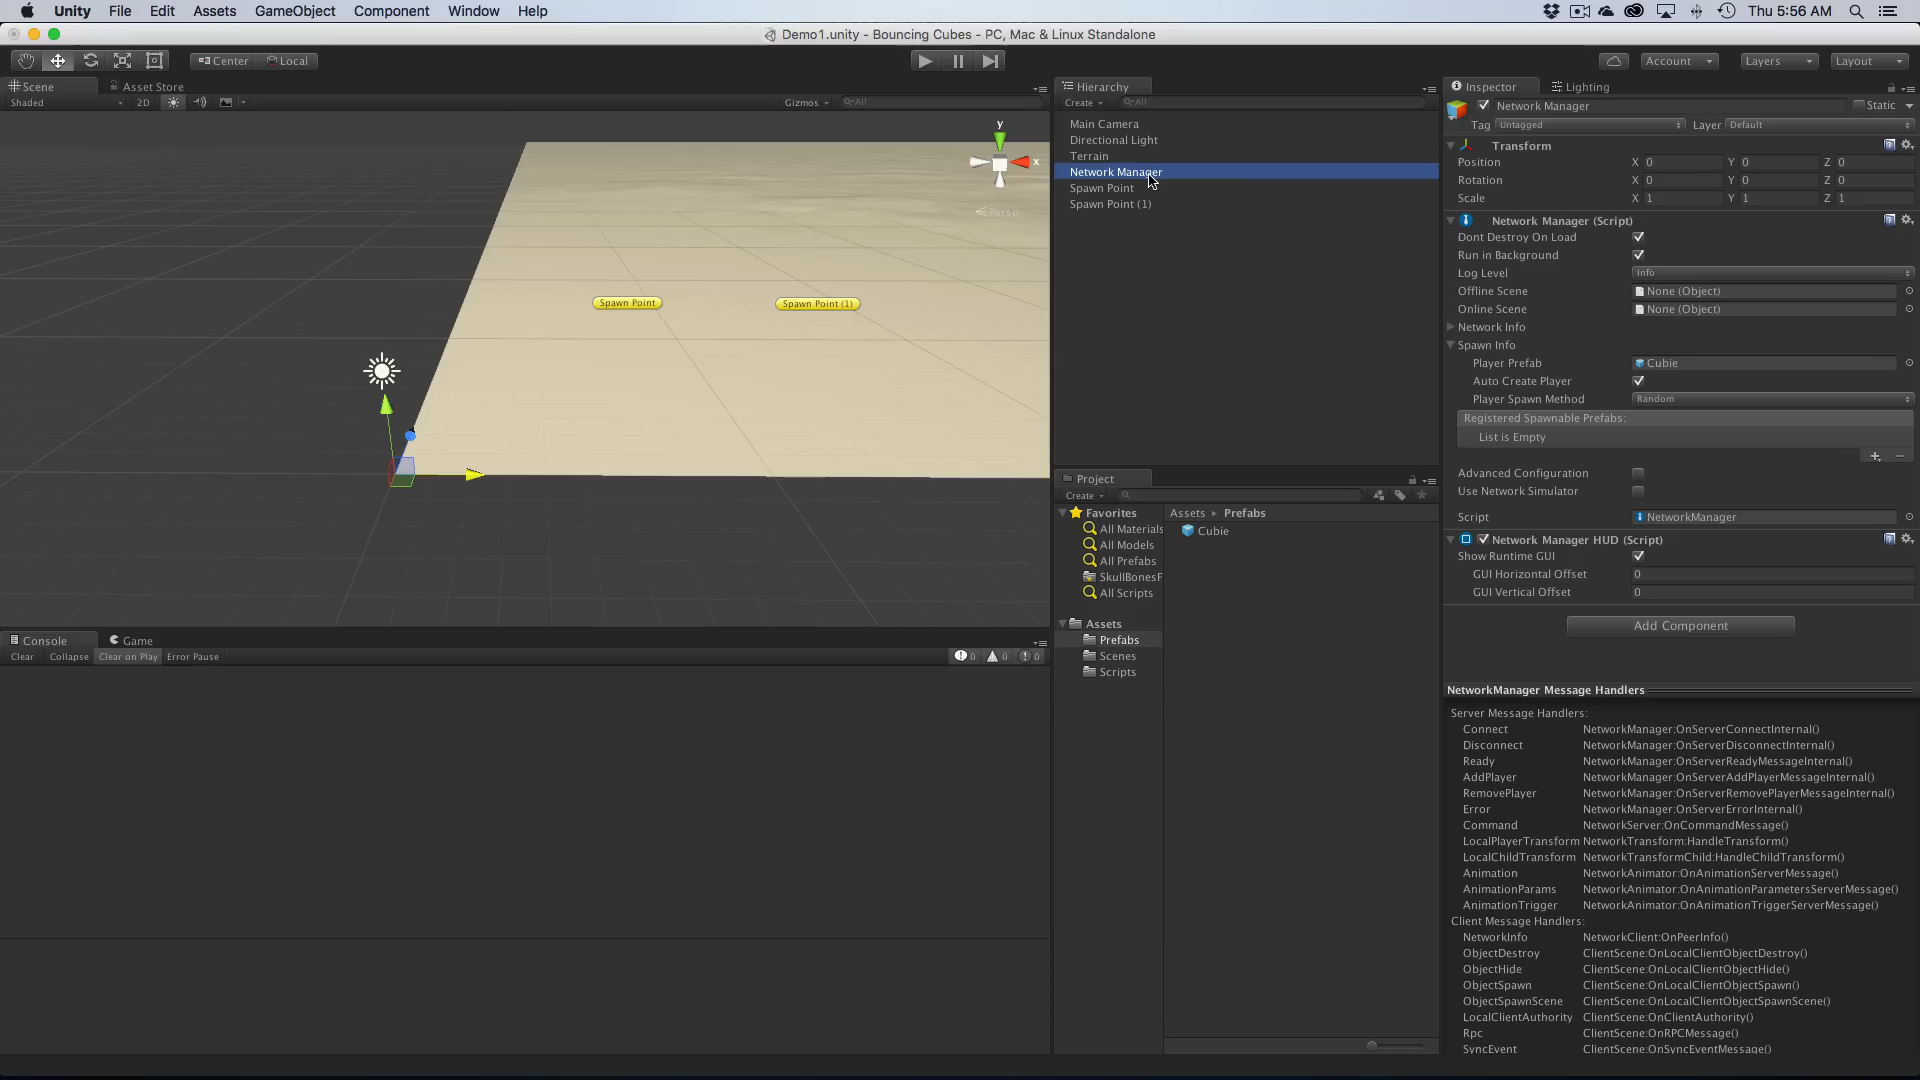 Unity File Edit Assets GameObject Component Window Help Thu 5:56 AM
Demo1.unity - Bouncing Cubes - PC, Mac & Linux Standalone
Center Local Account Layers Layout
Scene Asset Store
Shaded 2D Gizmos All
y
x
Persp
Spawn Point Spawn Point (1)
Console Game
Clear Collapse Clear on Play Error Pause 0 0 0
Hierarchy
Create All
Main Camera
Directional Light
Terrain
Network Manager
Spawn Point
Spawn Point (1)
Project
Create
Favorites
All Materials
All Models
All Prefabs
SkullBonesF
All Scripts
Assets
Prefabs
Scenes
Scripts
Assets Prefabs
Cubie
Inspector Lighting
Network Manager Static
Tag Untagged Layer Default
Transform
Position X 0 Y 0 Z 0
Rotation X 0 Y 0 Z 0
Scale X 1 Y 1 Z 1
Network Manager (Script)
Dont Destroy On Load
Run in Background
Log Level Info
Offline Scene None (Object)
Online Scene None (Object)
Network Info
Spawn Info
Player Prefab Cubie
Auto Create Player
Player Spawn Method Random
Registered Spawnable Prefabs:
List is Empty
Advanced Configuration
Use Network Simulator
Script NetworkManager
Network Manager HUD (Script)
Show Runtime GUI
GUI Horizontal Offset 0
GUI Vertical Offset 0
Add Component
NetworkManager Message Handlers
Server Message Handlers:
Connect NetworkManager:OnServerConnectInternal()
Disconnect NetworkManager:OnServerDisconnectInternal()
Ready NetworkManager:OnServerReadyMessageInternal()
AddPlayer NetworkManager:OnServerAddPlayerMessageInternal()
RemovePlayer NetworkManager:OnServerRemovePlayerMessageInternal()
Error NetworkManager:OnServerErrorInternal()
Command NetworkServer:OnCommandMessage()
LocalPlayerTransform NetworkTransform:HandleTransform()
LocalChildTransform NetworkTransformChild:HandleChildTransform()
Animation NetworkAnimator:OnAnimationServerMessage()
AnimationParams NetworkAnimator:OnAnimationParametersServerMessage()
AnimationTrigger NetworkAnimator:OnAnimationTriggerServerMessage()
Client Message Handlers:
NetworkInfo NetworkClient:OnPeerInfo()
ObjectDestroy ClientScene:OnLocalClientObjectDestroy()
ObjectHide ClientScene:OnLocalClientObjectHide()
ObjectSpawn ClientScene:OnLocalClientObjectSpawn()
ObjectSpawnScene ClientScene:OnLocalClientObjectSpawnScene()
LocalClientAuthority ClientScene:OnClientAuthority()
Rpc ClientScene:OnRPCMessage()
SyncEvent ClientScene:OnSyncEventMessage()